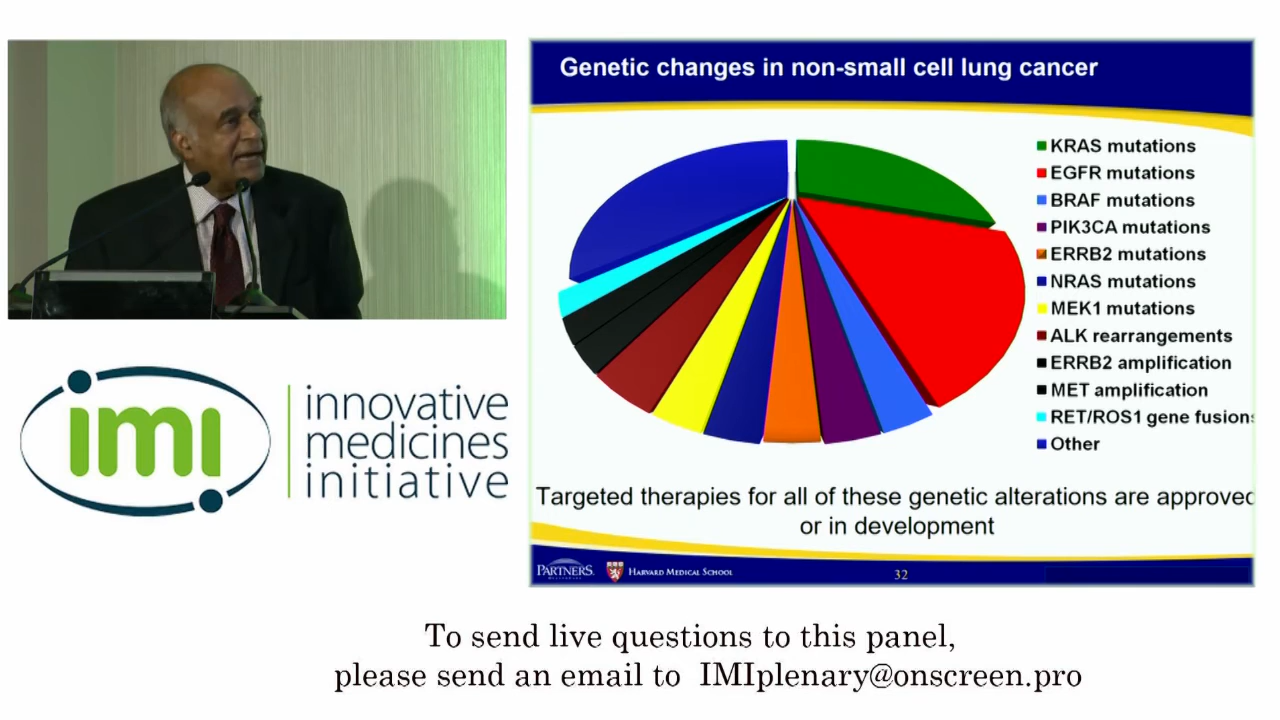 Genetic changes in non-small cell lung cancer
KRAS mutations
EGFR mutations
BRAF mutations
PIK3CA mutations
ERRB2 mutations
NRAS mutations
MEK1 mutations
ALK rearrangements
ERRB2 amplification
MET amplification
RET/ROS1 gene fusions
Other
Targeted therapies for all of these genetic alterations are approved
or in development
PARTNERS
HARVARD MEDICAL SCHOOL
32
imi
innovative
medicines
initiative
To send live questions to this panel,
please send an email to IMIplenary@onscreen.pro